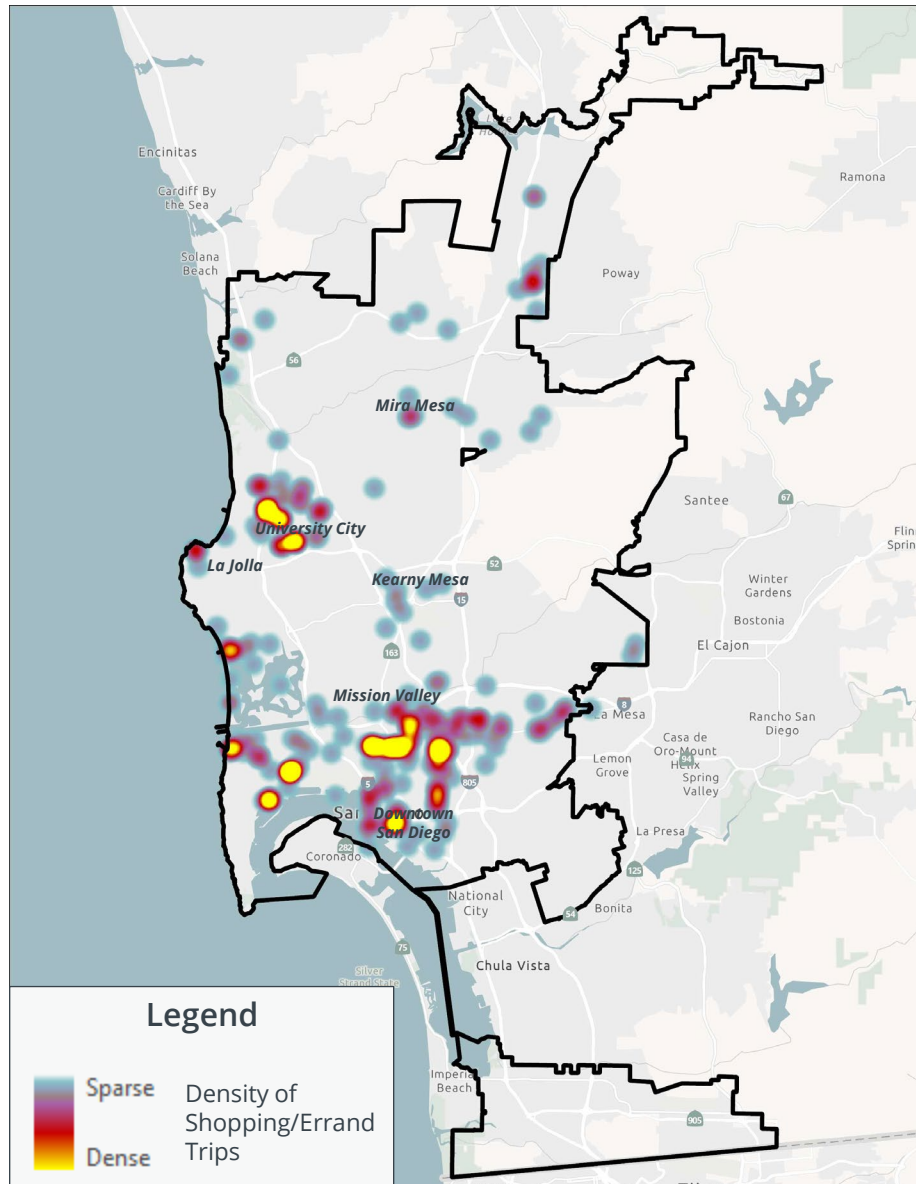 Encinitas
Cardiff By
the Sea
Solana
Beach
Lake
Ramona
Poway
56
Mira Mesa
Santee
67
University City
La Jolla
52
Kearny Mesa
15
Winter
Gardens
Bostonia
El Cajon
163
Mission Valley
8
La Mesa
Rancho San
Diego
Casa de
Oro-Mount
Helix
94
Spring
Valley
Lemon
Grove
5
805
Downtown
San Diego
La Presa
282
Coronado
125
National
City
54
Bonita
75
Chula Vista
Silver
Strand State
Imperial
Beach
905
Legend
Sparse
Dense
Density of
Shopping/Errand
Trips